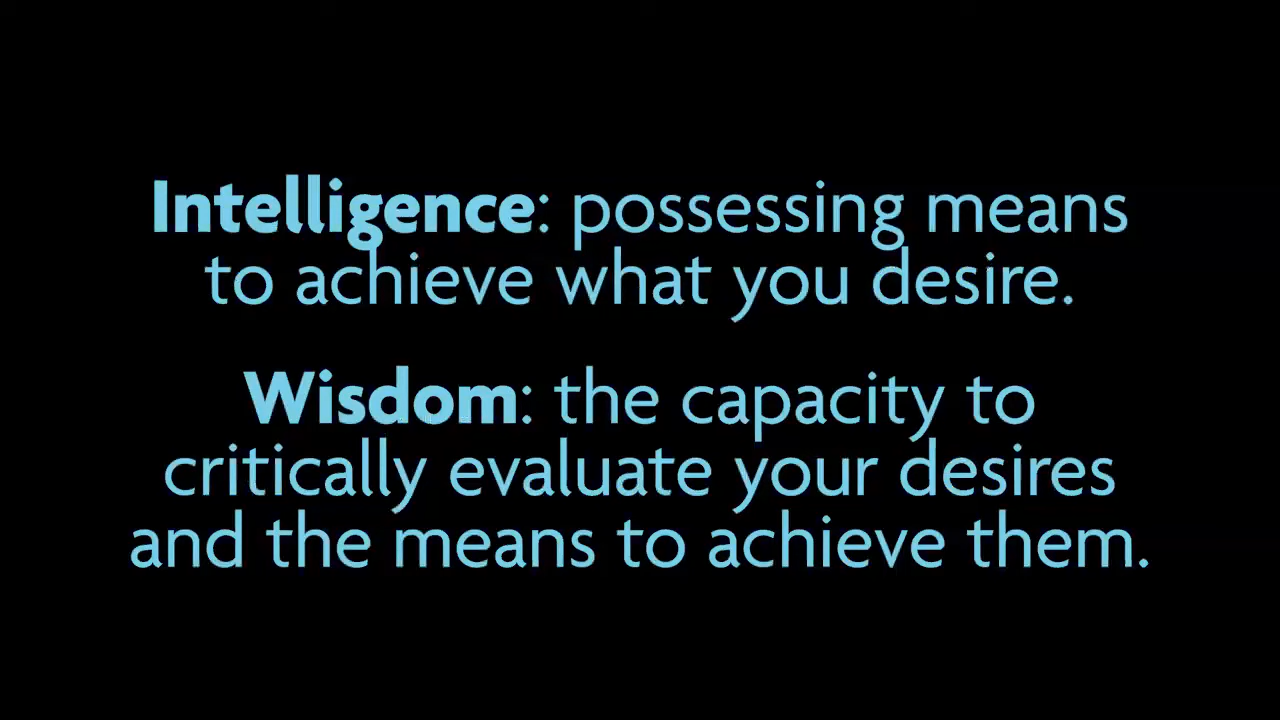 Intelligence: possessing means
to achieve what you desire.
Wisdom: the capacity to
critically evaluate your desires
and the means to achieve them.